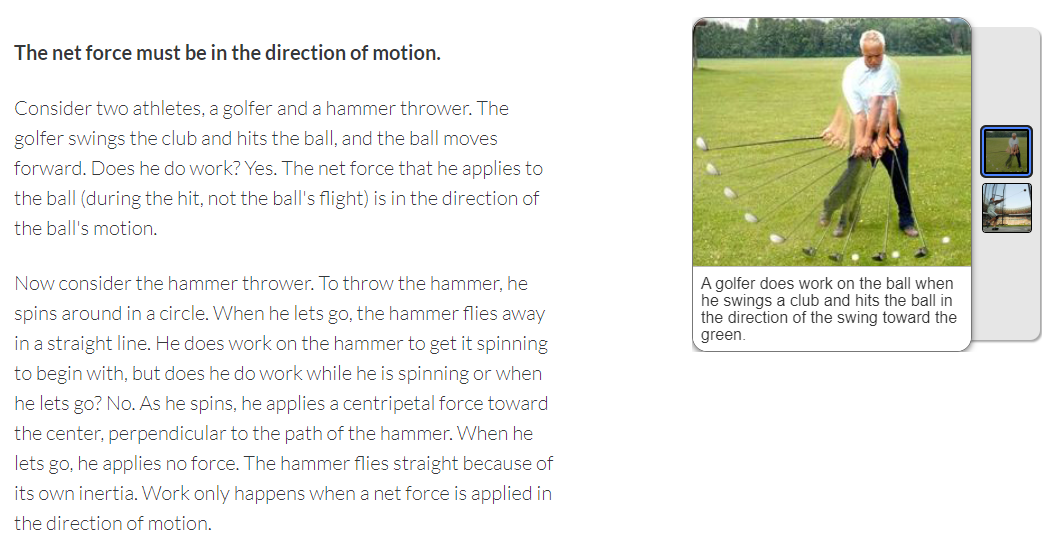 The net force must be in the direction of motion.
Consider two athletes, a golfer and a hammer thrower. The
golfer swings the club and hits the ball, and the ball moves
forward. Does he do work? Yes. The net force that he applies to
the ball (during the hit, not the ball's flight) is in the direction of
the ball's motion.
Now consider the hammer thrower. To throw the hammer, he
spins around in a circle. When he lets go, the hammer flies away
in a straight line. He does work on the hammer to get it spinning
to begin with, but does he do work while he is spinning or when
he lets go? No. As he spins, he applies a centripetal force toward
the center, perpendicular to the path of the hammer. When he
lets go, he applies no force. The hammer flies straight because of
its own inertia. Work only happens when a net force is applied in
the direction of motion.
A golfer does work on the ball when
he swings a club and hits the ball in
the direction of the swing toward the
green.